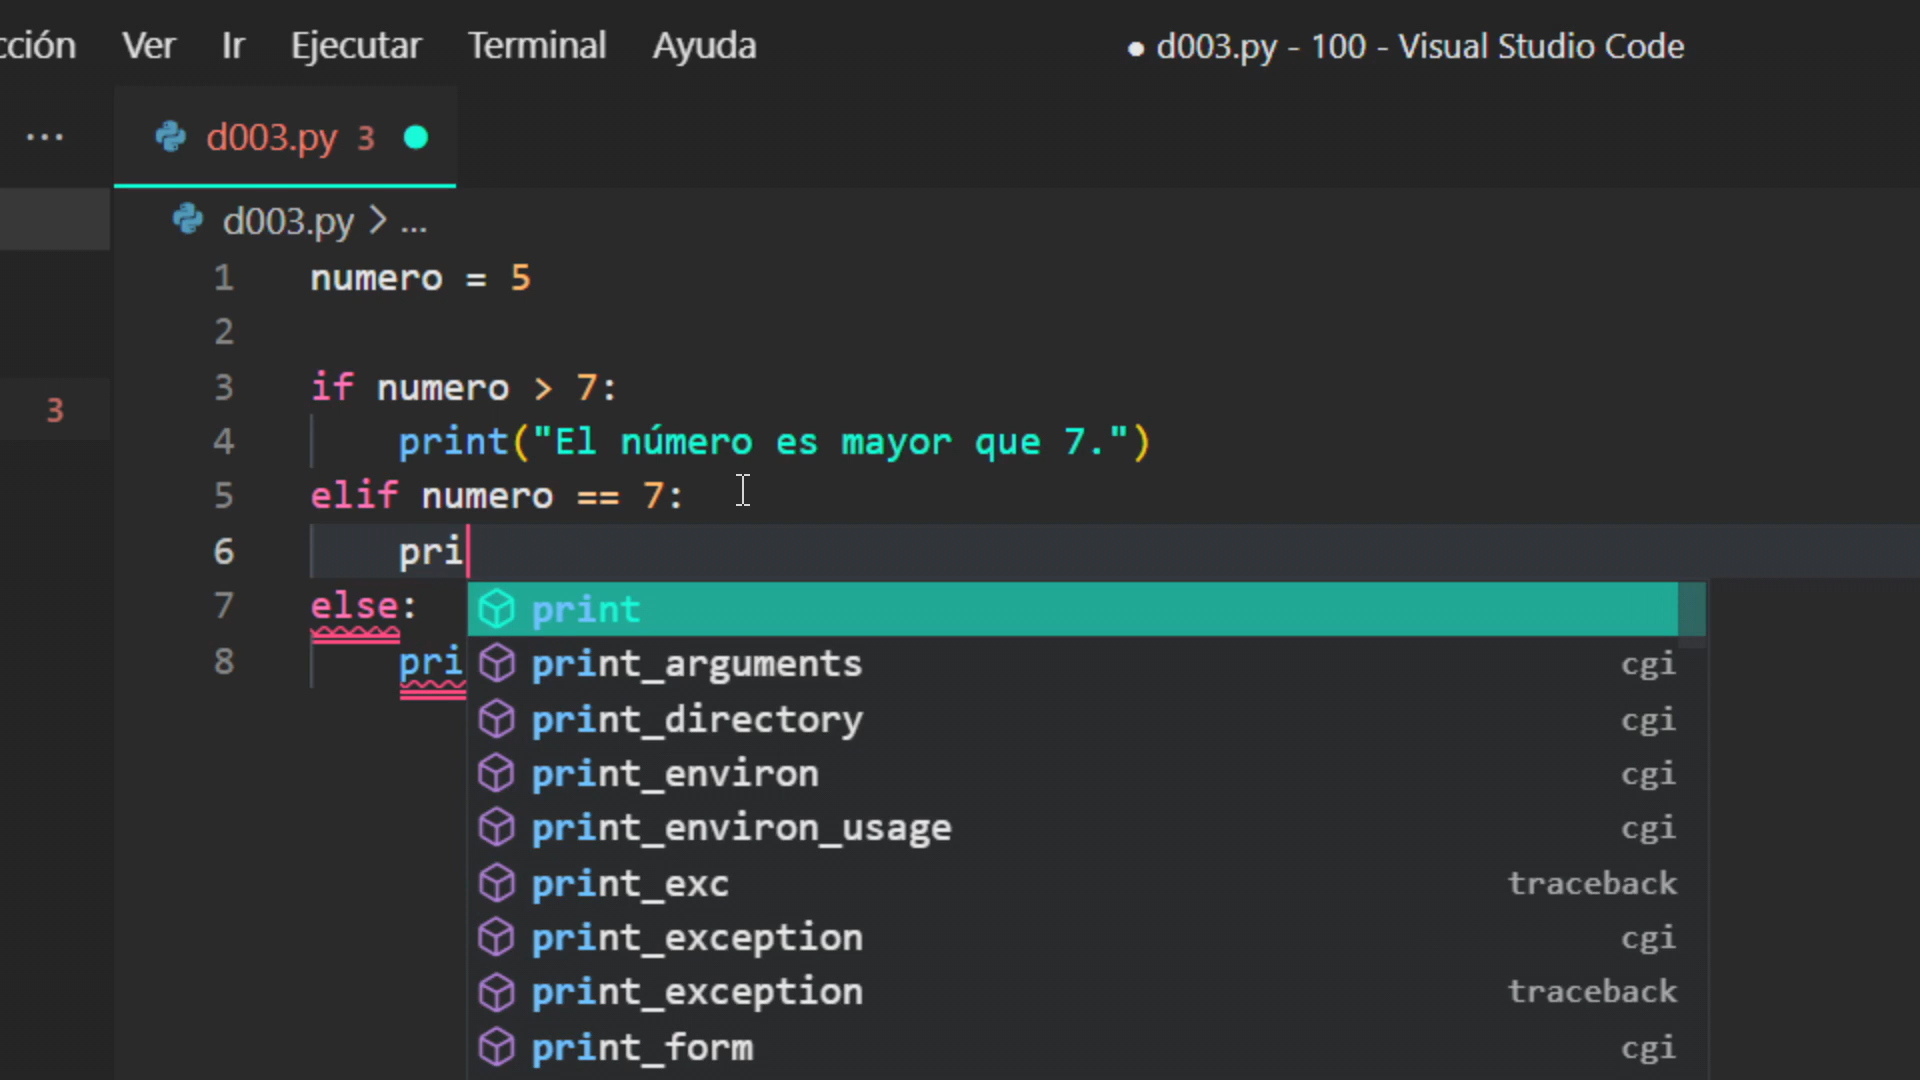 cción Ver Ir Ejecutar Terminal Ayuda ● d003.py - 100 - Visual Studio Code
... d003.py 3
d003.py > ...
1 numero = 5
2
3 if numero > 7:
3
4 print("El número es mayor que 7.")
5 elif numero == 7:
6 pri
7 else:
8 pri
print
print_arguments cgi
print_directory cgi
print_environ cgi
print_environ_usage cgi
print_exc traceback
print_exception cgi
print_exception traceback
print_form cgi